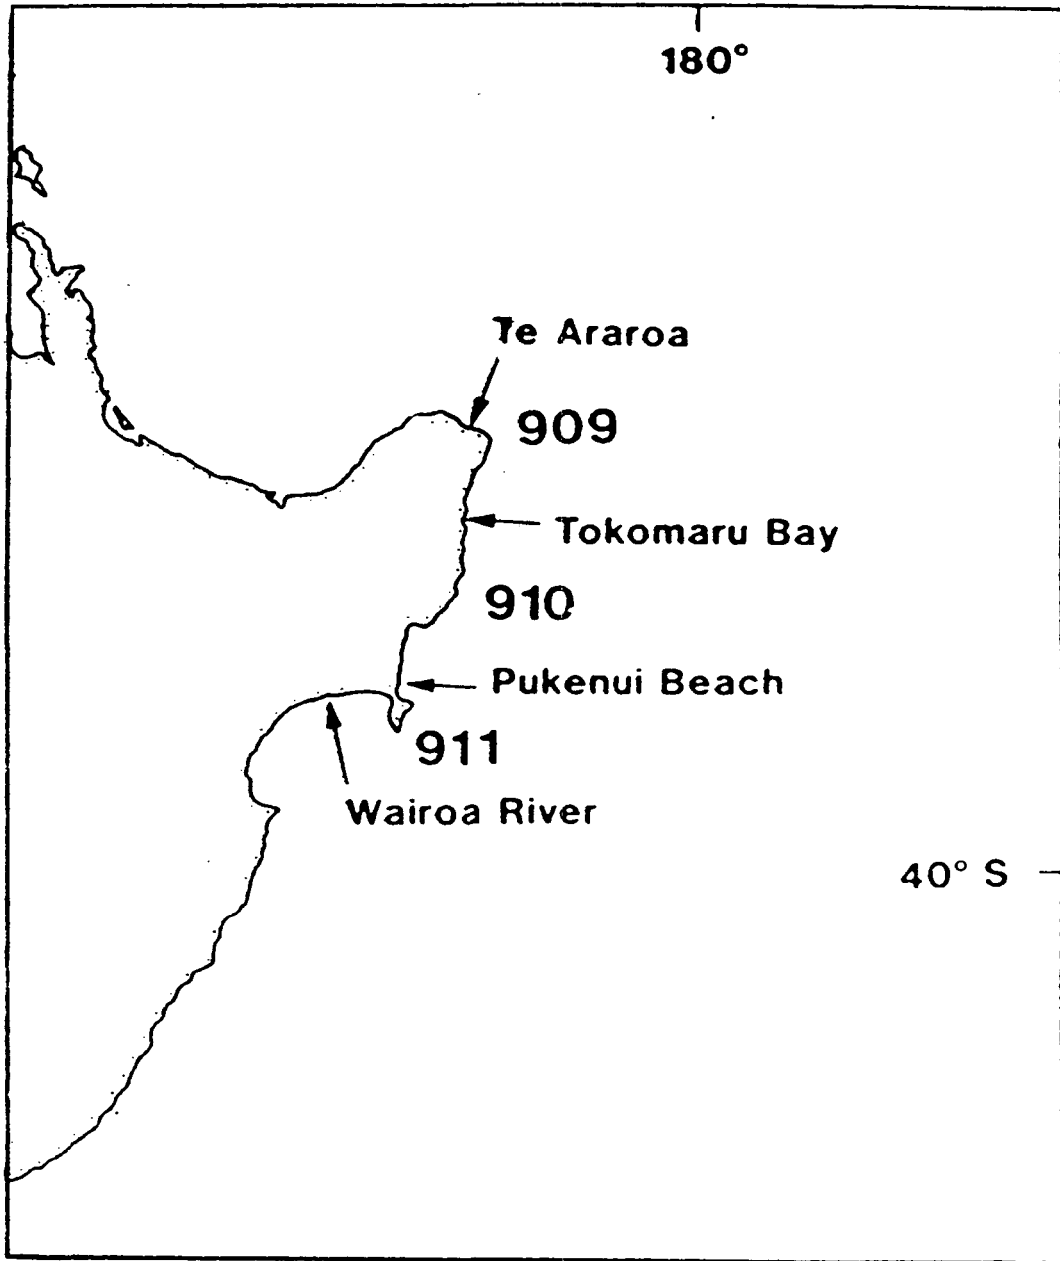 180°
Te Araroa
909
Tokomaru Bay
910
Pukenui Beach
911
Wairoa River
40° S